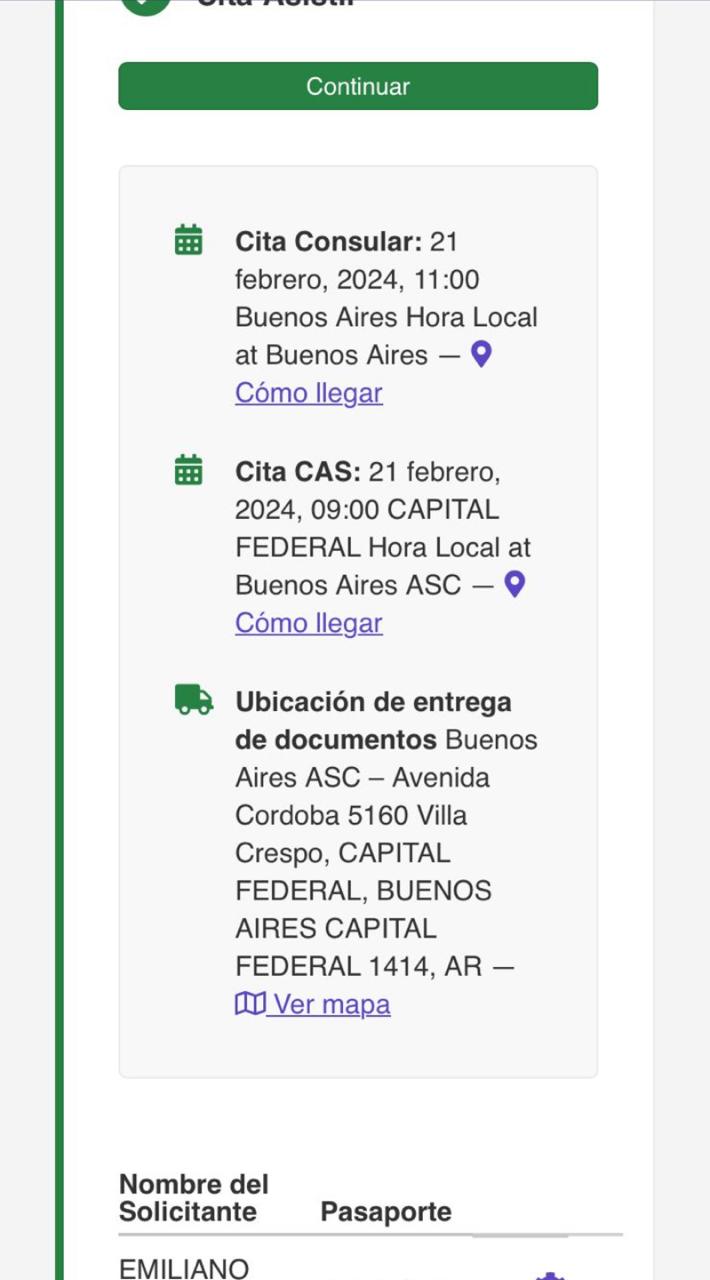 Cita Asistir
Continuar
Cita Consular: 21
febrero, 2024, 11:00
Buenos Aires Hora Local
at Buenos Aires —
Cómo llegar
Cita CAS: 21 febrero,
2024, 09:00 CAPITAL
FEDERAL Hora Local at
Buenos Aires ASC —
Cómo llegar
Ubicación de entrega
de documentos Buenos
Aires ASC – Avenida
Cordoba 5160 Villa
Crespo, CAPITAL
FEDERAL, BUENOS
AIRES CAPITAL
FEDERAL 1414, AR —
Ver mapa
Nombre del
Solicitante Pasaporte
EMILIANO